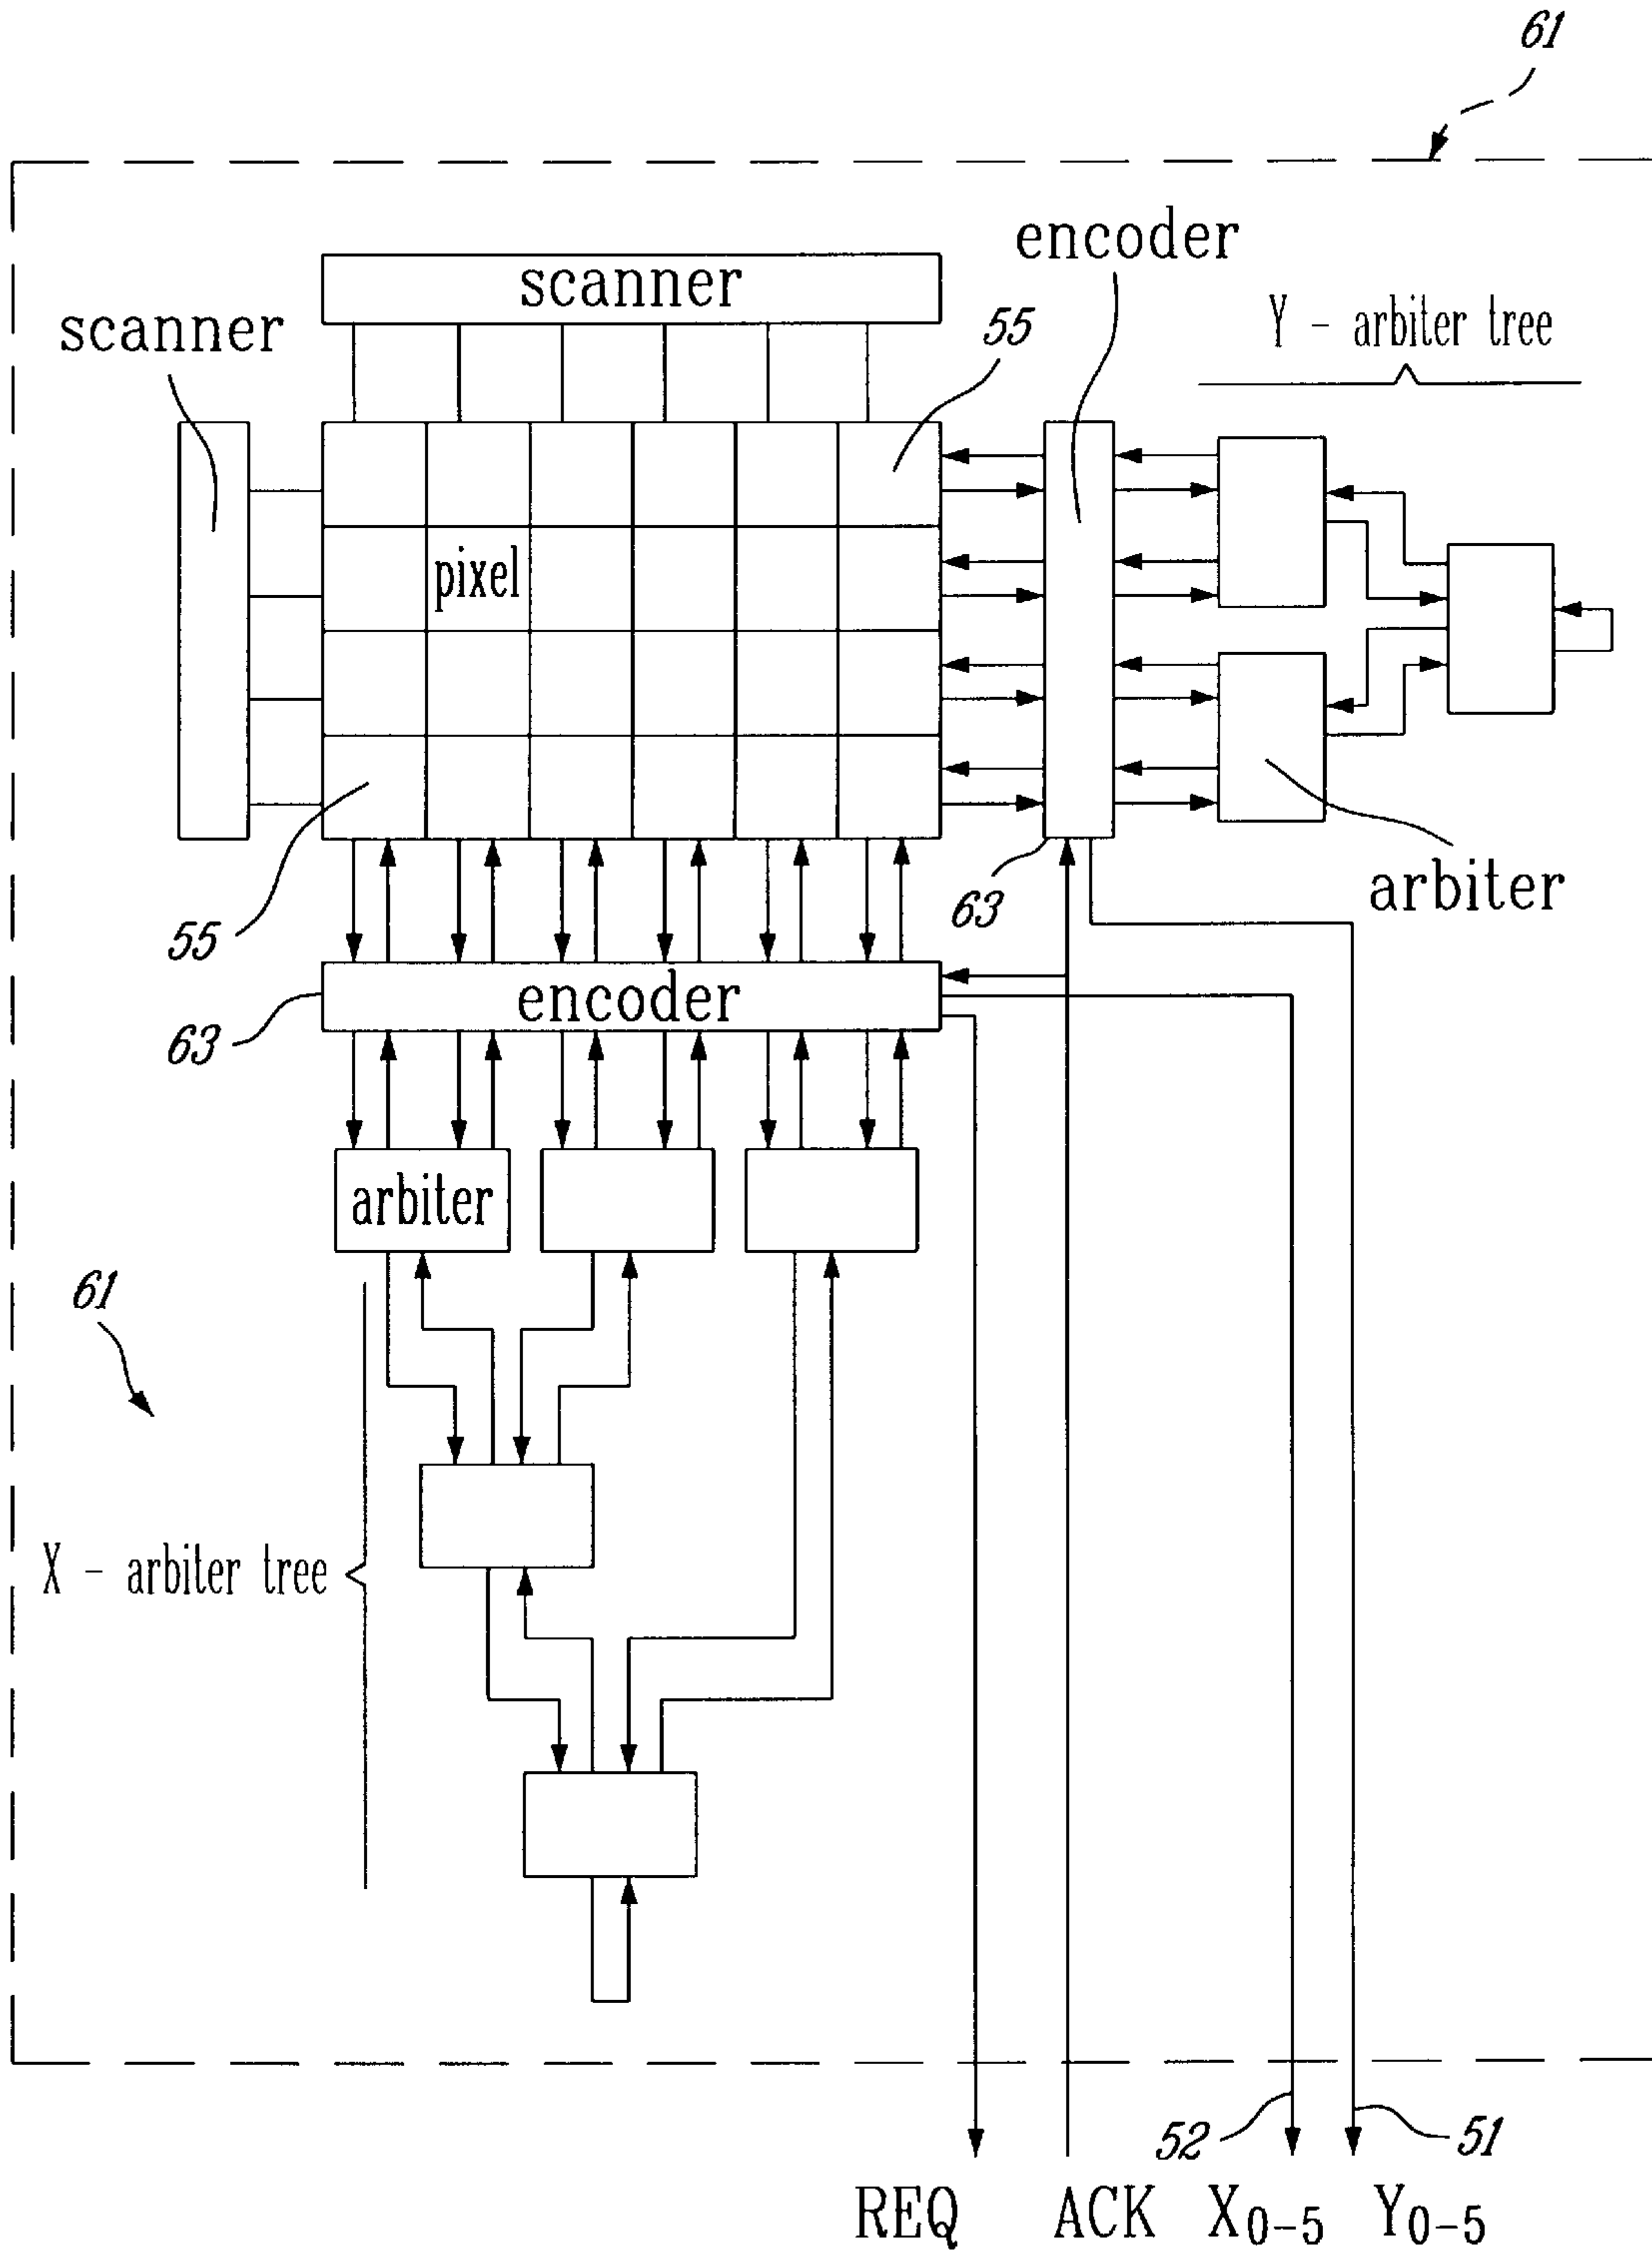 61
encoder
scanner
scanner
55
Y - arbiter tree
pixel
63
arbiter
55
encoder
63
arbiter
61
X - arbiter tree
52
51
REQ
ACK
X0-5
Y0-5